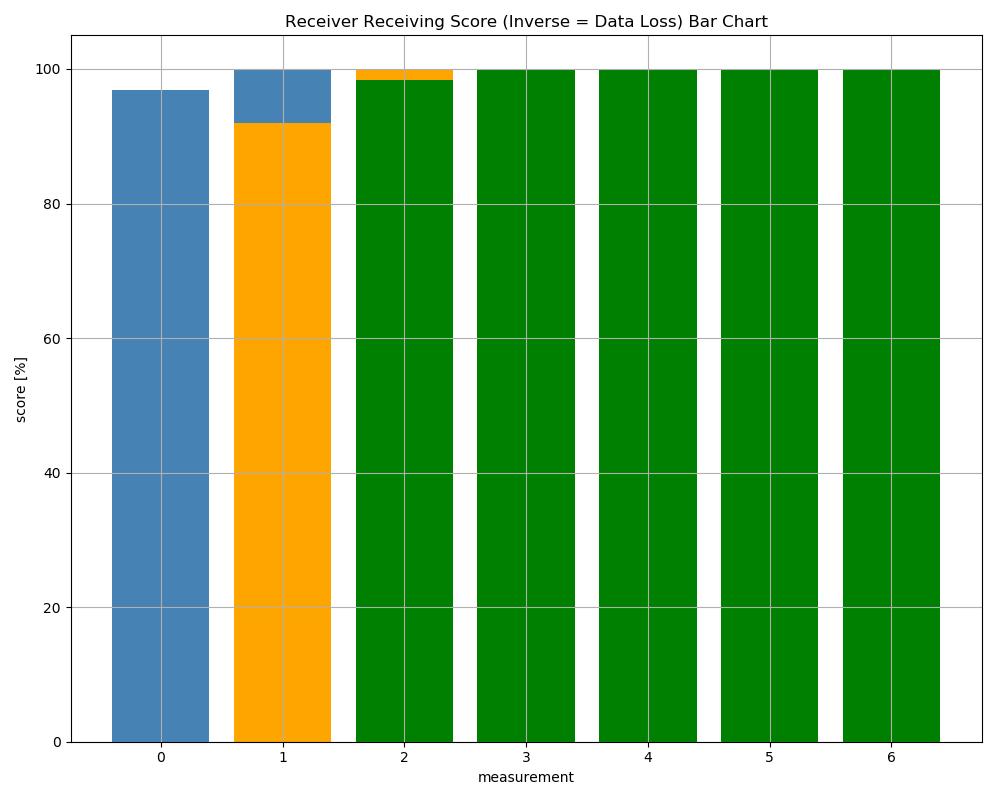 Receiver Receiving Score (Inverse = Data Loss) Bar Chart
100
80
60
40
20
0
score [%]
0 1 2 3 4 5 6
measurement